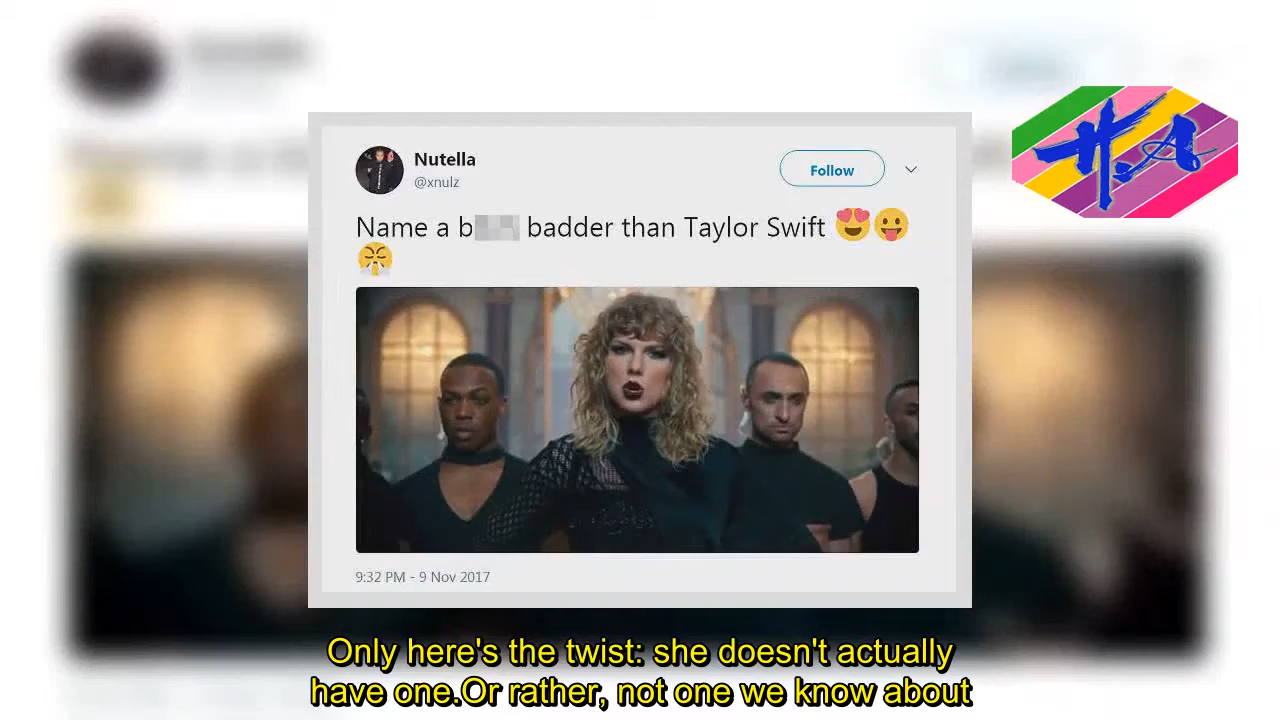 Nutella
@xnulz
Follow
Name a b badder than Taylor Swift 😍😛
😤
9:32 PM - 9 Nov 2017
H.A
Only here's the twist: she doesn't actually
have one.Or rather, not one we know about